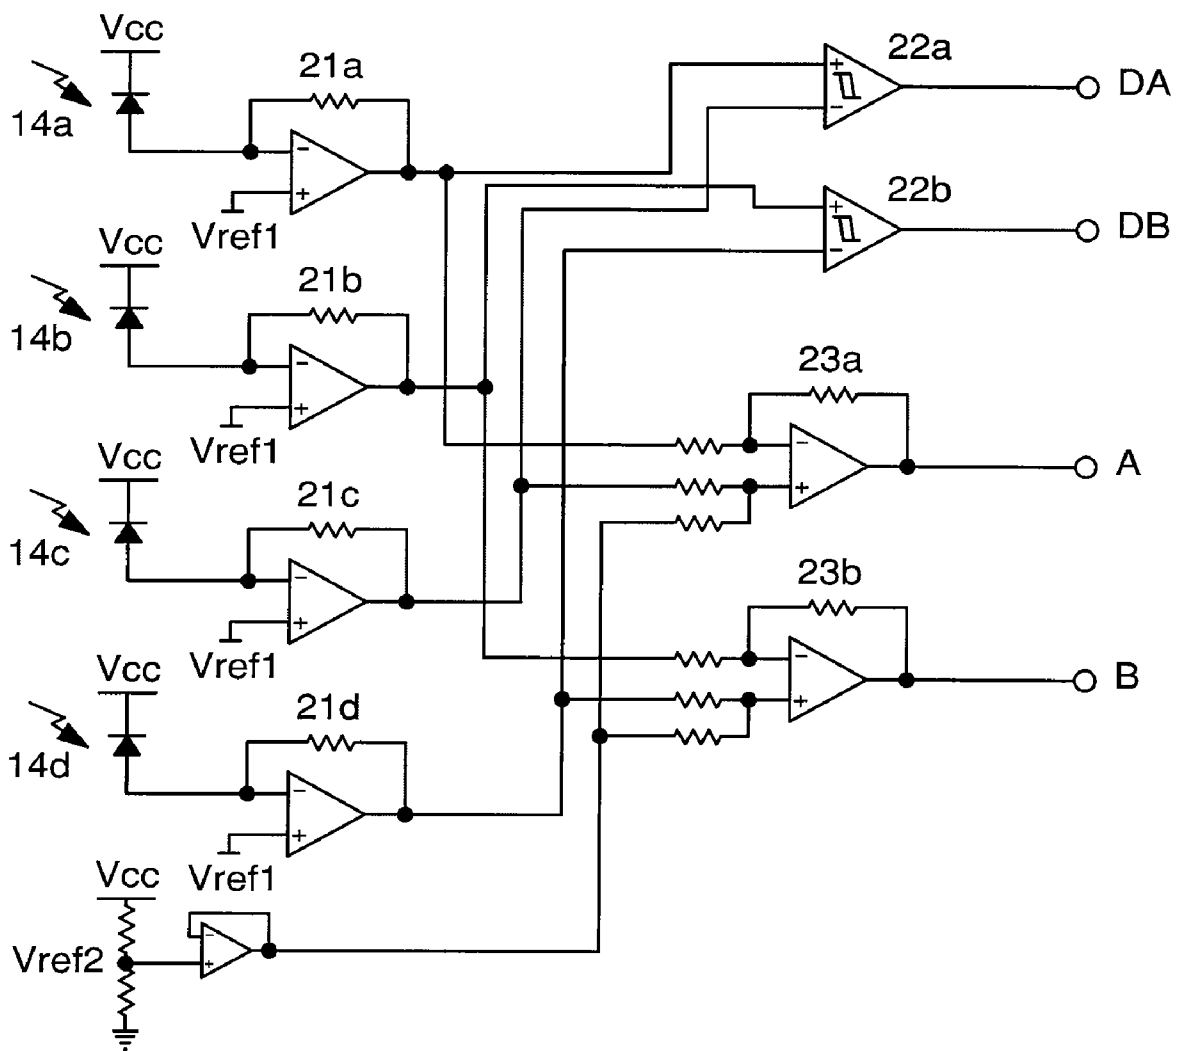 Vcc
14a
21a
Vref1
22a
DA
Vcc
14b
21b
Vref1
22b
DB
Vcc
14c
21c
Vref1
23a
A
Vcc
14d
21d
Vref1
23b
B
Vcc
Vref2